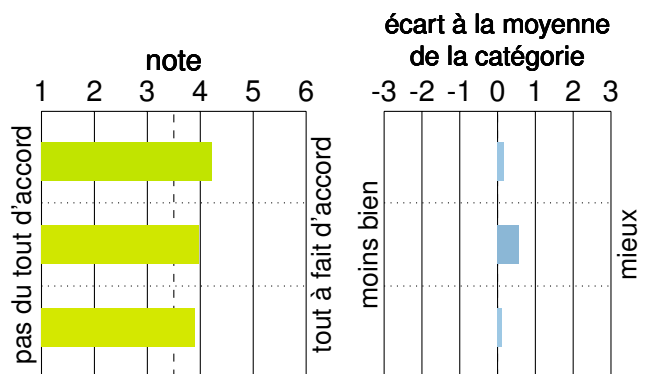 note
1 2 3 4 5 6
pas du tout d'accord
tout à fait d'accord
écart à la moyenne
de la catégorie
-3 -2 -1 0 1 2 3
moins bien
mieux